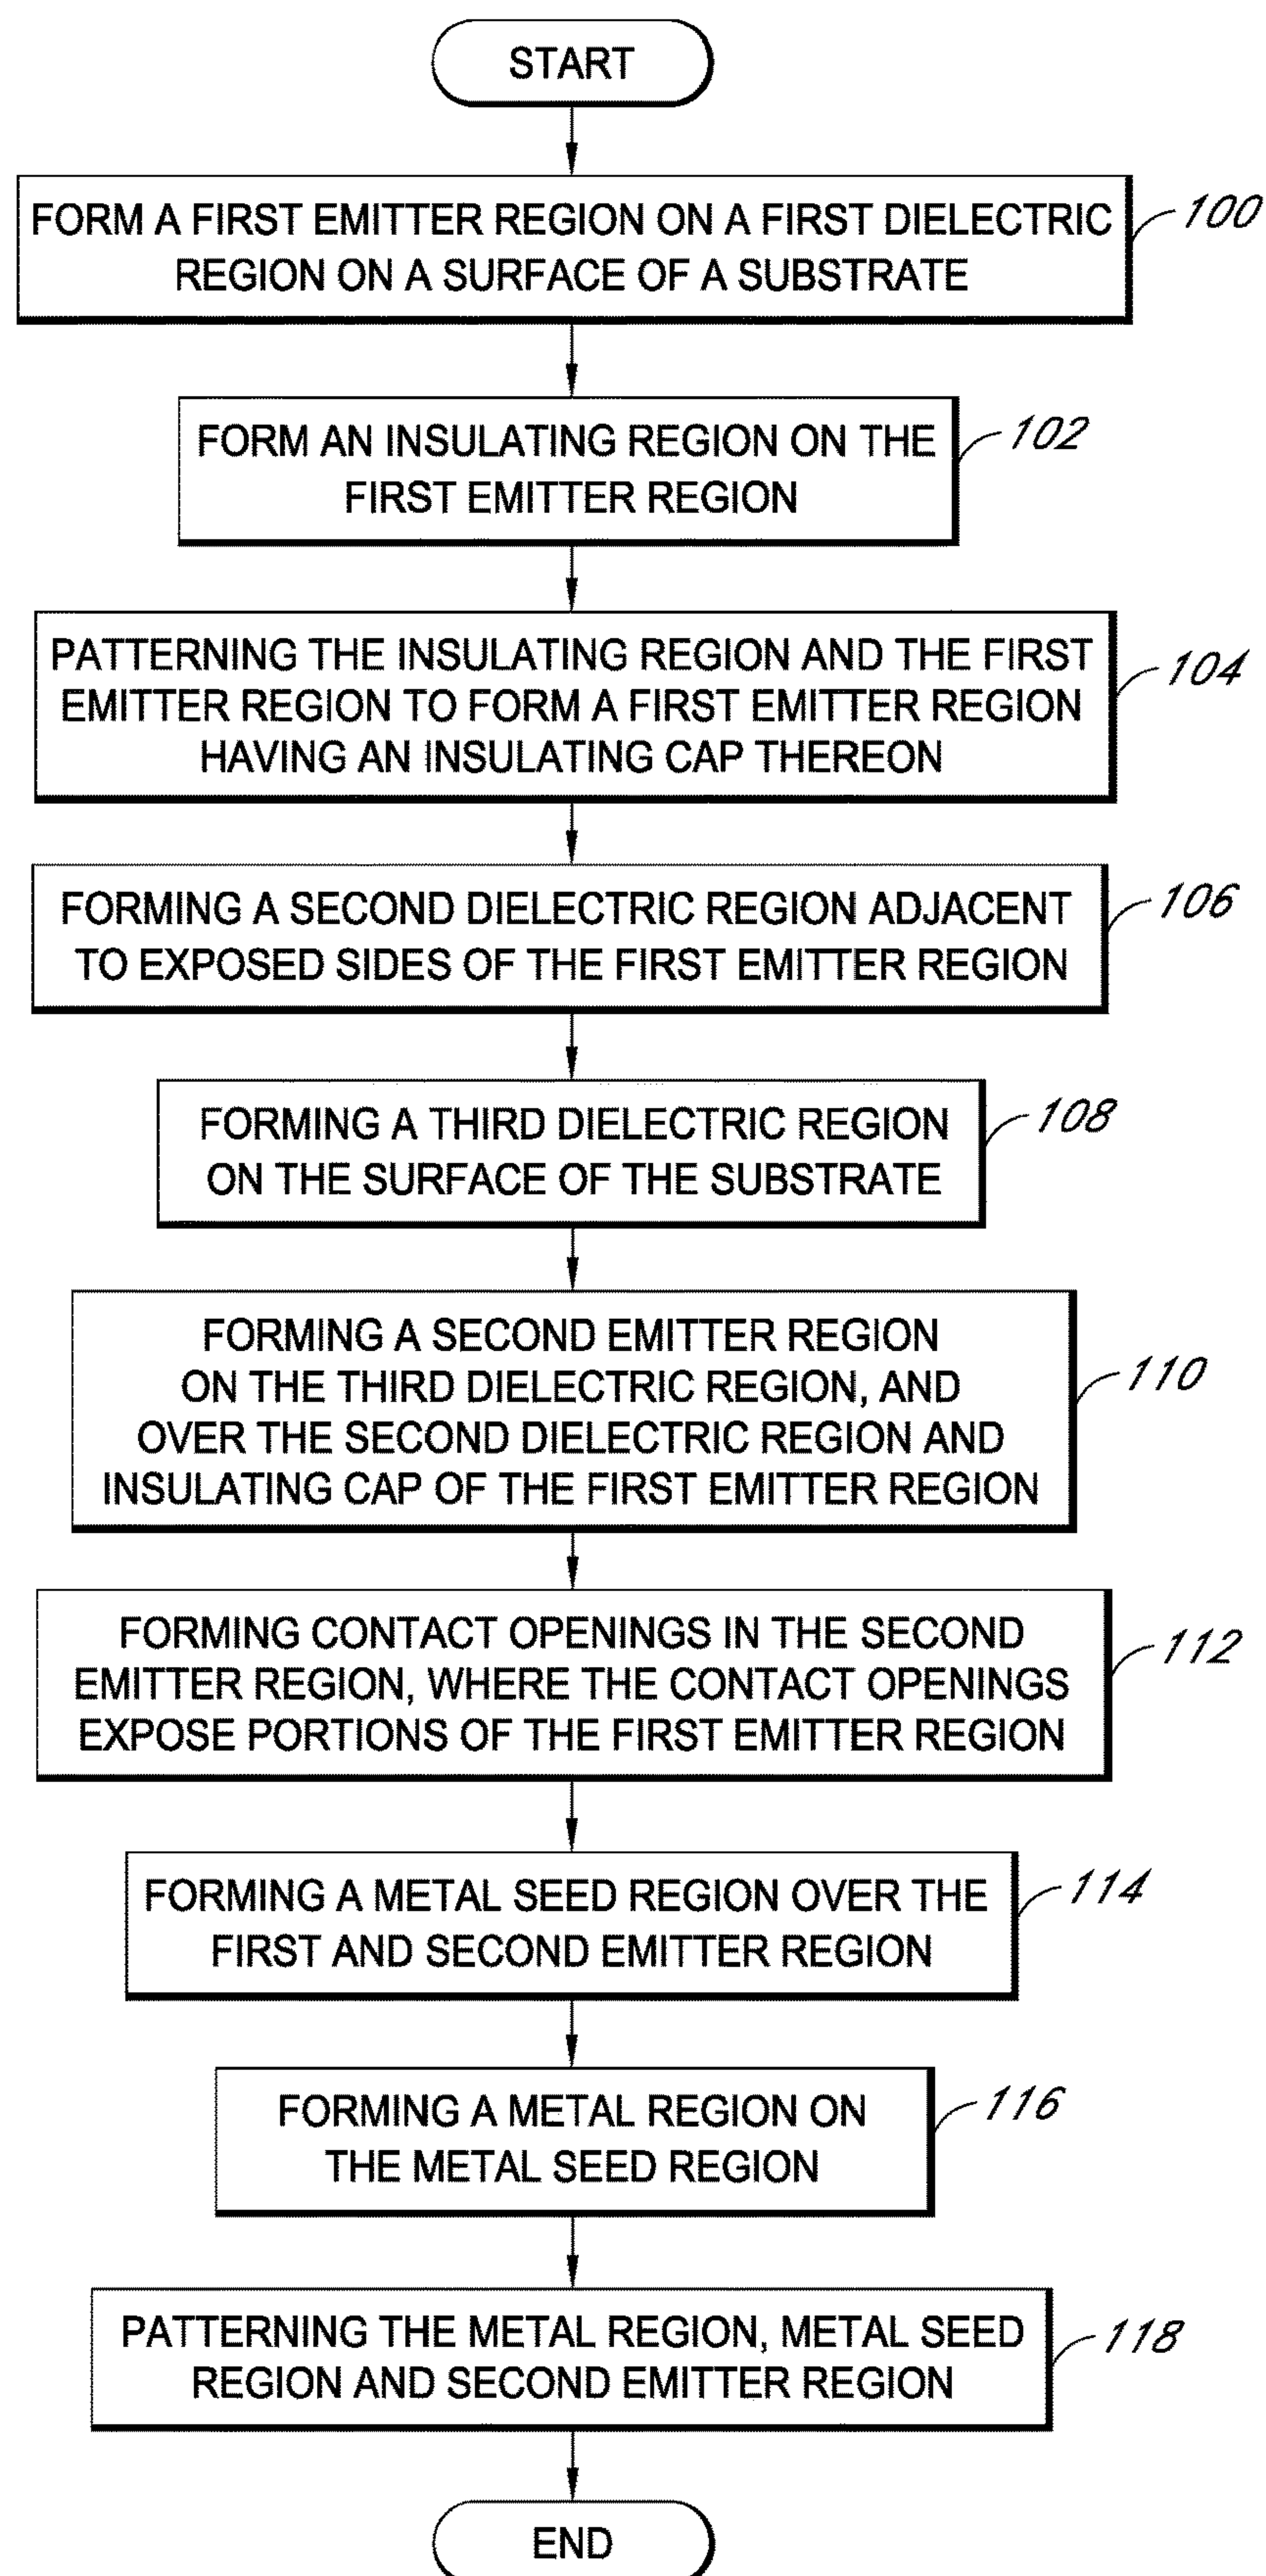 START
FORM A FIRST EMITTER REGION ON A FIRST DIELECTRIC
REGION ON A SURFACE OF A SUBSTRATE
100
FORM AN INSULATING REGION ON THE
FIRST EMITTER REGION
102
PATTERNING THE INSULATING REGION AND THE FIRST
EMITTER REGION TO FORM A FIRST EMITTER REGION
HAVING AN INSULATING CAP THEREON
104
FORMING A SECOND DIELECTRIC REGION ADJACENT
TO EXPOSED SIDES OF THE FIRST EMITTER REGION
106
FORMING A THIRD DIELECTRIC REGION
ON THE SURFACE OF THE SUBSTRATE
108
FORMING A SECOND EMITTER REGION
ON THE THIRD DIELECTRIC REGION, AND
OVER THE SECOND DIELECTRIC REGION AND
INSULATING CAP OF THE FIRST EMITTER REGION
110
FORMING CONTACT OPENINGS IN THE SECOND
EMITTER REGION, WHERE THE CONTACT OPENINGS
EXPOSE PORTIONS OF THE FIRST EMITTER REGION
112
FORMING A METAL SEED REGION OVER THE
FIRST AND SECOND EMITTER REGION
114
FORMING A METAL REGION ON
THE METAL SEED REGION
116
PATTERNING THE METAL REGION, METAL SEED
REGION AND SECOND EMITTER REGION
118
END